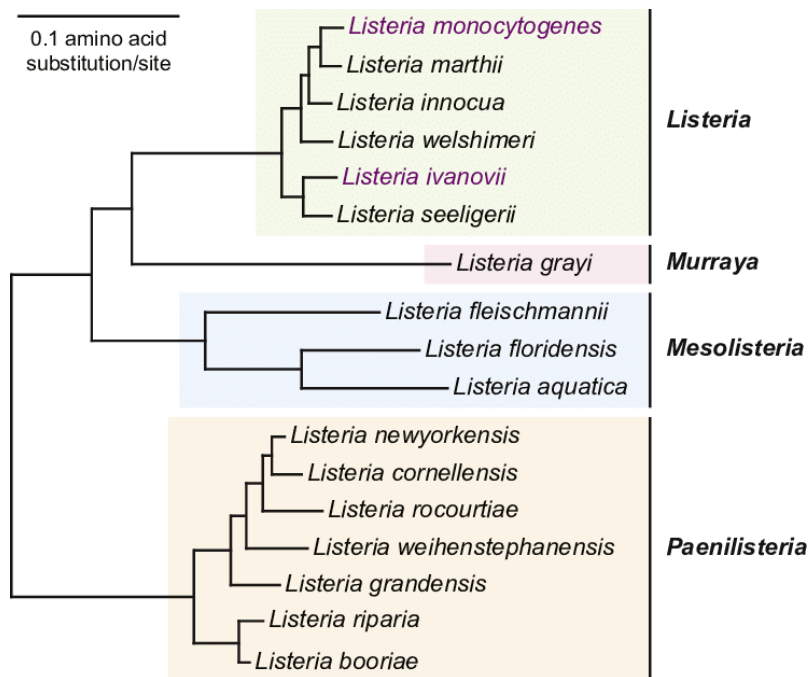 0.1 amino acid
substitution/site
Listeria monocytogenes
Listeria marthii
Listeria innocua
Listeria welshimeri
Listeria ivanovii
Listeria seeligerii
Listeria
Listeria grayi
Murraya
Listeria fleischmannii
Listeria floridensis
Listeria aquatica
Mesolisteria
Listeria newyorkensis
Listeria cornellensis
Listeria rocourtiae
Listeria weihenstephanensis
Listeria grandensis
Listeria riparia
Listeria booriae
Paenilisteria